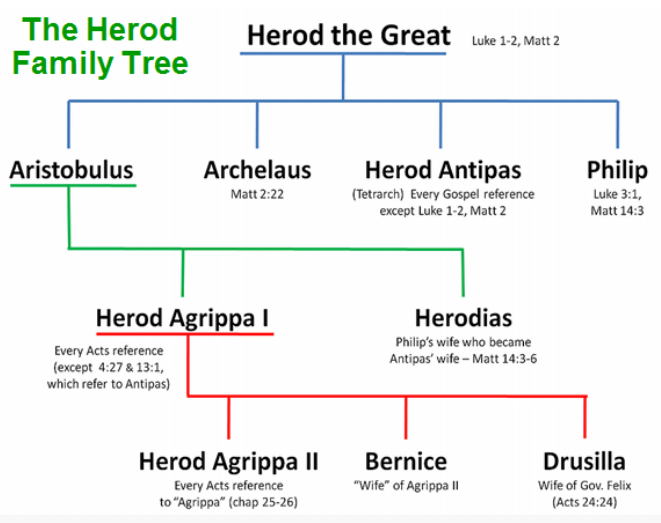 The Herod
Family Tree
Herod the Great
Luke 1-2, Matt 2
Aristobulus
Archelaus
Matt 2:22
Herod Antipas
(Tetrarch) Every Gospel reference
except Luke 1-2, Matt 2
Philip
Luke 3:1,
Matt 14:3
Herod Agrippa I
Every Acts reference
(except 4:27 & 13:1,
which refer to Antipas)
Herodias
Philip's wife who became
Antipas' wife – Matt 14:3-6
Herod Agrippa II
Every Acts reference
to "Agrippa" (chap 25-26)
Bernice
"Wife" of Agrippa II
Drusilla
Wife of Gov. Felix
(Acts 24:24)